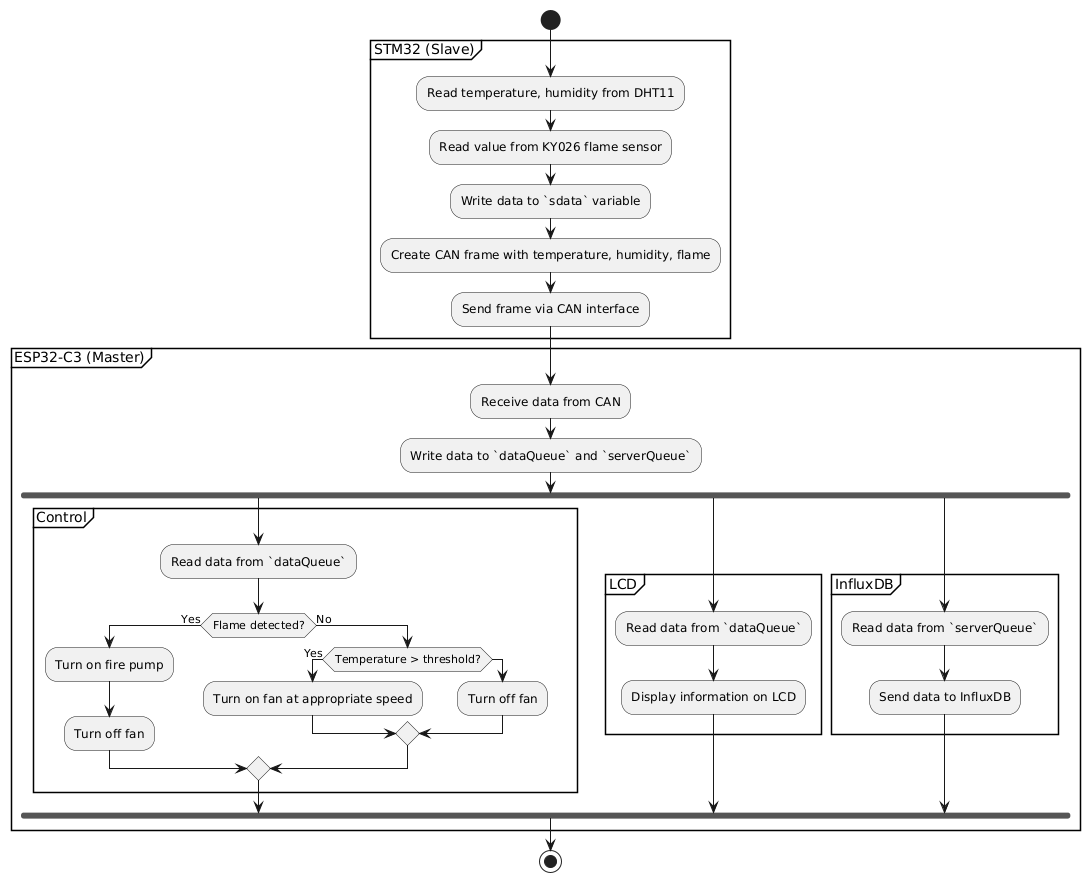 STM32 (Slave)
Read temperature, humidity from DHT11
Read value from KY026 flame sensor
Write data to `sdata` variable
Create CAN frame with temperature, humidity, flame
Send frame via CAN interface
ESP32-C3 (Master)
Receive data from CAN
Write data to `dataQueue` and `serverQueue`
Control
Read data from `dataQueue`
Yes
Flame detected?
No
Turn on fire pump
Turn off fan
Yes
Temperature > threshold?
Turn on fan at appropriate speed
Turn off fan
LCD
Read data from `dataQueue`
Display information on LCD
InfluxDB
Read data from `serverQueue`
Send data to InfluxDB